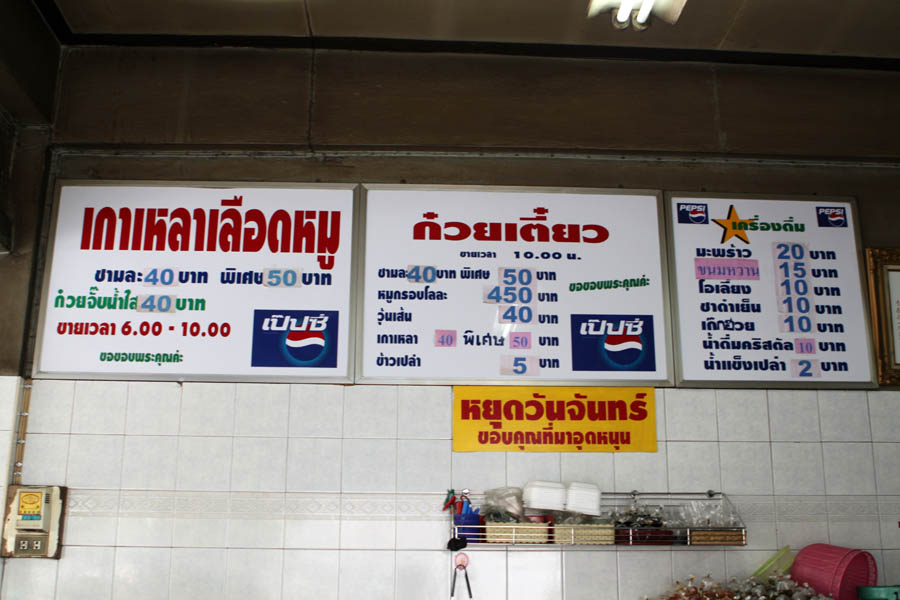 เกาเหลาเลือดหมู
ชามละ 40 บาท พิเศษ 50 บาท
ก๋วยจั๊บน้ำใส 40 บาท
ขายเวลา 6.00 - 10.00
ขอขอบพระคุณค่ะ
เป๊ปซี่
ก๋วยเตี๋ยว
ขายเวลา 10.00 น.
ชามละ 40 บาท พิเศษ 50 บาท
หมูกรอบโลละ 450 บาท
วุ้นเส้น 40 บาท
เกาเหลา 40 พิเศษ 50 บาท
ข้าวเปล่า 5 บาท
ขอขอบพระคุณค่ะ
เป๊ปซี่
PEPSI
PEPSI
เครื่องดื่ม
มะพร้าว 20 บาท
ขนมหวาน 15 บาท
โอเลี้ยง 10 บาท
ชาดำเย็น 10 บาท
เก๊กฮวย 10 บาท
น้ำดื่มคริสตัล 10 บาท
น้ำแข็งเปล่า 2 บาท
หยุดวันจันทร์
ขอบคุณที่มาอุดหนุน